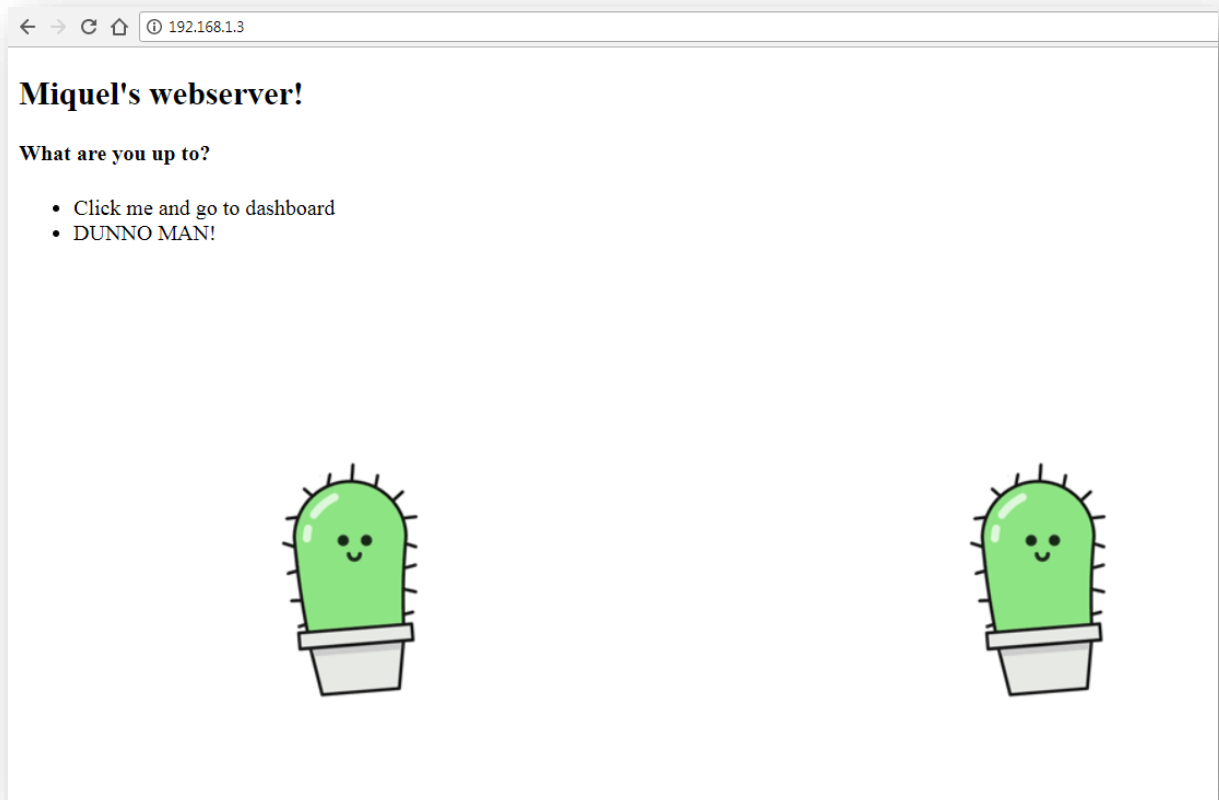 192.168.1.3
Miquel's webserver!
What are you up to?
Click me and go to dashboard
DUNNO MAN!